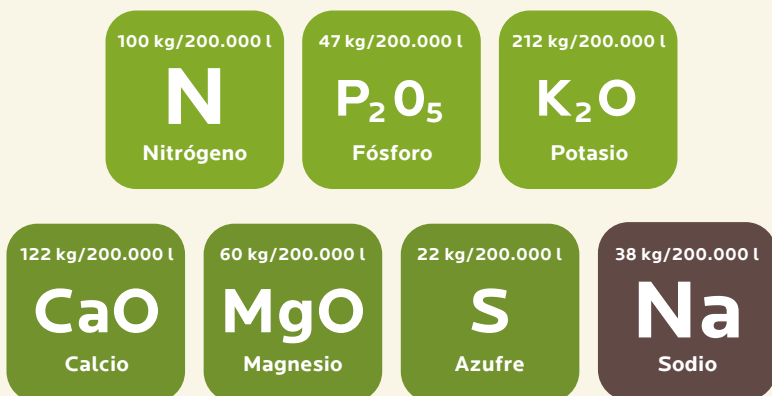 100 kg/200.000 l
N
Nitrógeno
47 kg/200.000 l
P₂0₅
Fósforo
212 kg/200.000 l
K₂O
Potasio
122 kg/200.000 l
CaO
Calcio
60 kg/200.000 l
MgO
Magnesio
22 kg/200.000 l
S
Azufre
38 kg/200.000 l
Na
Sodio